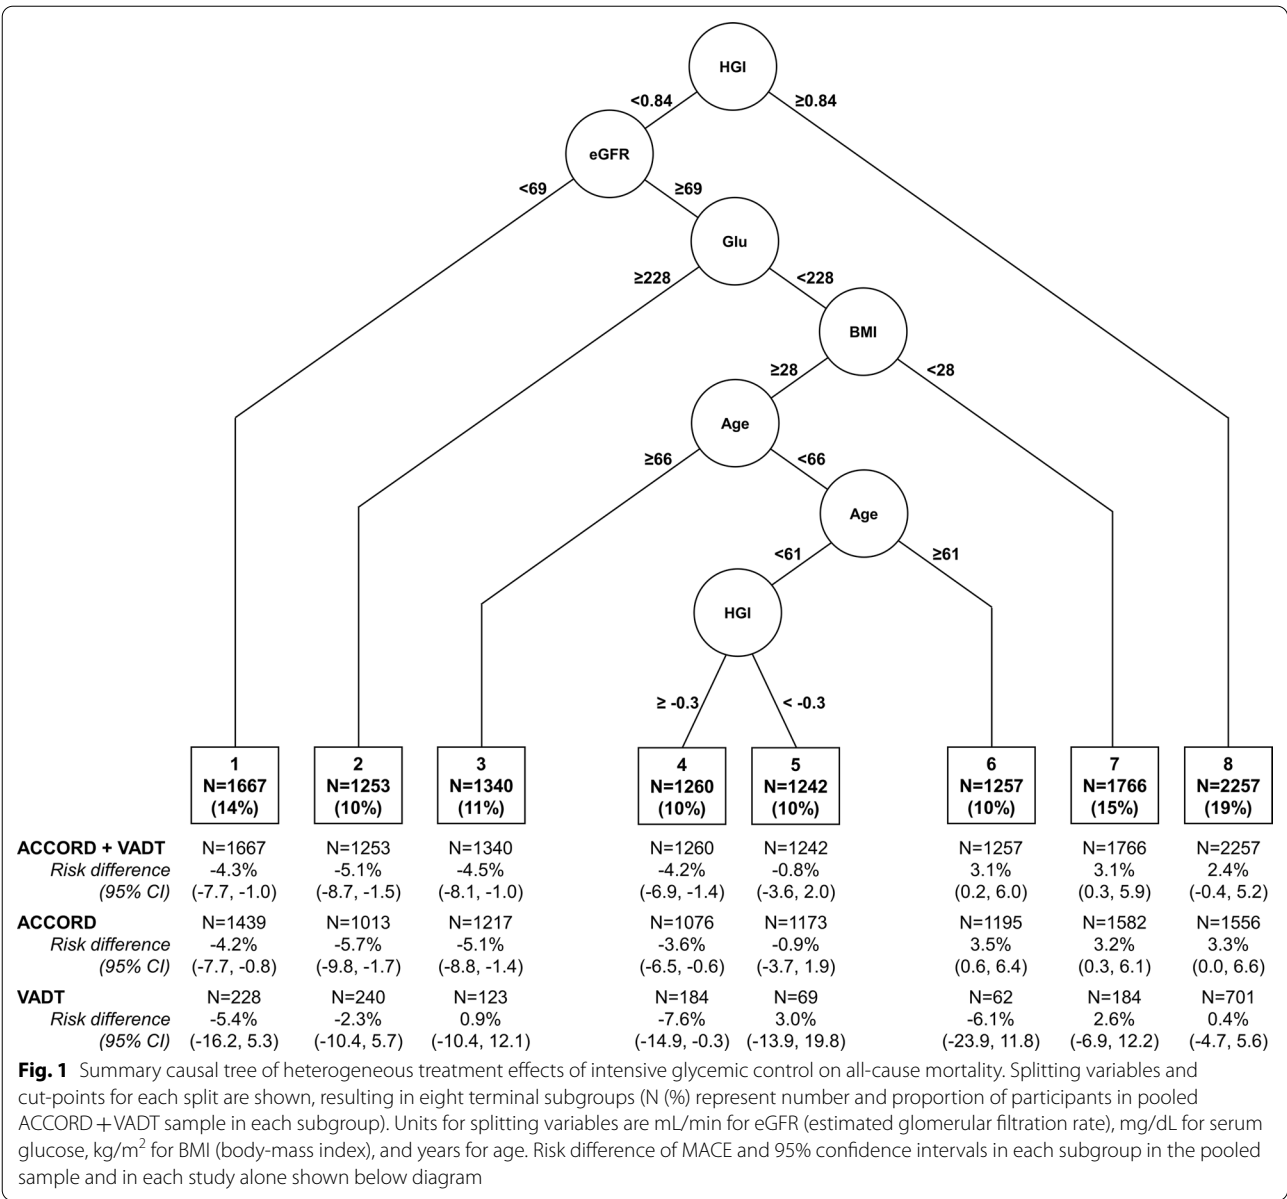 HGI
<0.84 ≥0.84
eGFR
<69 ≥69
Glu
≥228 <228
BMI
≥28 <28
Age
≥66 <66
Age
<61 ≥61
HGI
≥ -0.3 < -0.3
1 2 3 4 5 6 7 8
N=1667 N=1253 N=1340 N=1260 N=1242 N=1257 N=1766 N=2257
(14%) (10%) (11%) (10%) (10%) (10%) (15%) (19%)
ACCORD + VADT N=1667 N=1253 N=1340 N=1260 N=1242 N=1257 N=1766 N=2257
Risk difference -4.3% -5.1% -4.5% -4.2% -0.8% 3.1% 3.1% 2.4%
(95% CI) (-7.7, -1.0) (-8.7, -1.5) (-8.1, -1.0) (-6.9, -1.4) (-3.6, 2.0) (0.2, 6.0) (0.3, 5.9) (-0.4, 5.2)
ACCORD N=1439 N=1013 N=1217 N=1076 N=1173 N=1195 N=1582 N=1556
Risk difference -4.2% -5.7% -5.1% -3.6% -0.9% 3.5% 3.2% 3.3%
(95% CI) (-7.7, -0.8) (-9.8, -1.7) (-8.8, -1.4) (-6.5, -0.6) (-3.7, 1.9) (0.6, 6.4) (0.3, 6.1) (0.0, 6.6)
VADT N=228 N=240 N=123 N=184 N=69 N=62 N=184 N=701
Risk difference -5.4% -2.3% 0.9% -7.6% 3.0% -6.1% 2.6% 0.4%
(95% CI) (-16.2, 5.3) (-10.4, 5.7) (-10.4, 12.1) (-14.9, -0.3) (-13.9, 19.8) (-23.9, 11.8) (-6.9, 12.2) (-4.7, 5.6)
Fig. 1 Summary causal tree of heterogeneous treatment effects of intensive glycemic control on all-cause mortality. Splitting variables and
cut-points for each split are shown, resulting in eight terminal subgroups (N (%) represent number and proportion of participants in pooled
ACCORD + VADT sample in each subgroup). Units for splitting variables are mL/min for eGFR (estimated glomerular filtration rate), mg/dL for serum
glucose, kg/m² for BMI (body-mass index), and years for age. Risk difference of MACE and 95% confidence intervals in each subgroup in the pooled
sample and in each study alone shown below diagram